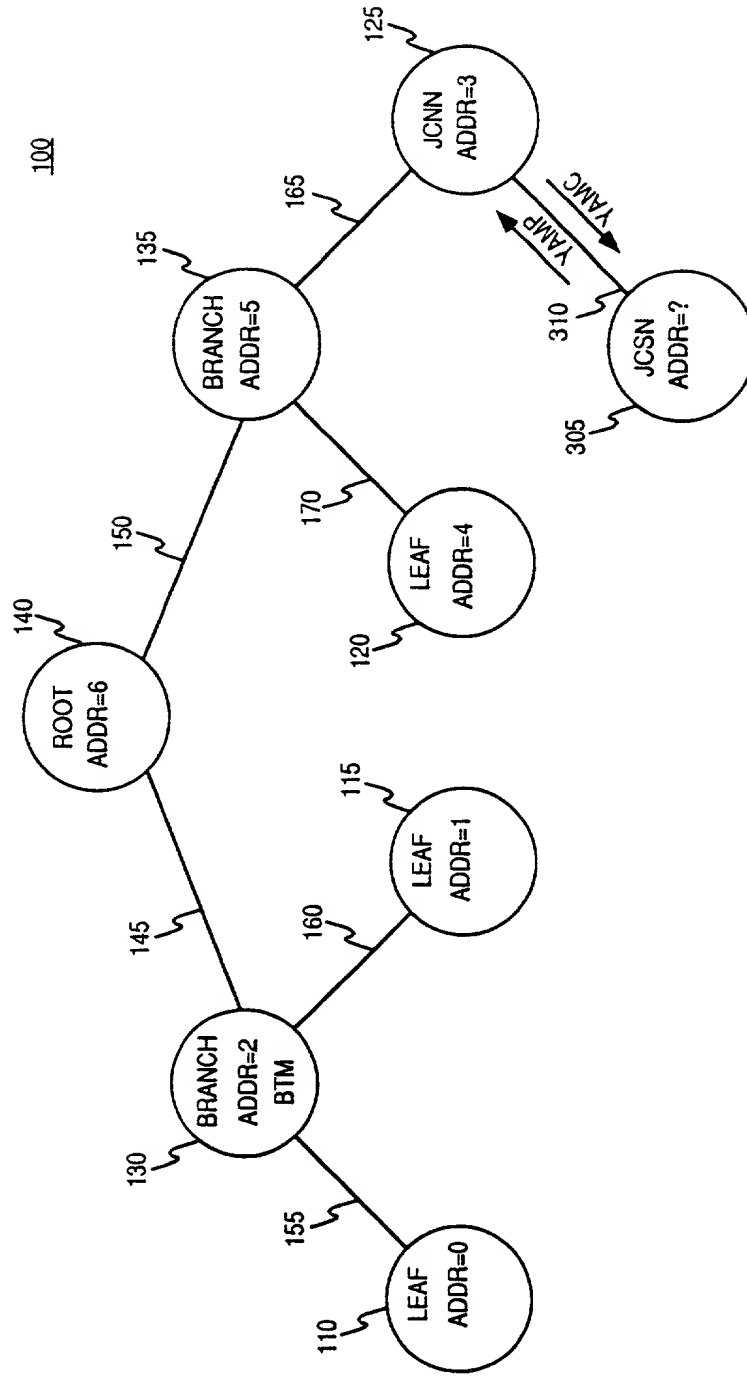 100
140
ROOT
ADDR=6
145
150
130
BRANCH
ADDR=2
BTM
135
BRANCH
ADDR=5
155
160
170
165
110
LEAF
ADDR=0
LEAF
ADDR=1
115
120
LEAF
ADDR=4
JCNN
ADDR=3
125
YAMP
YAMC
310
305
JCSN
ADDR=?